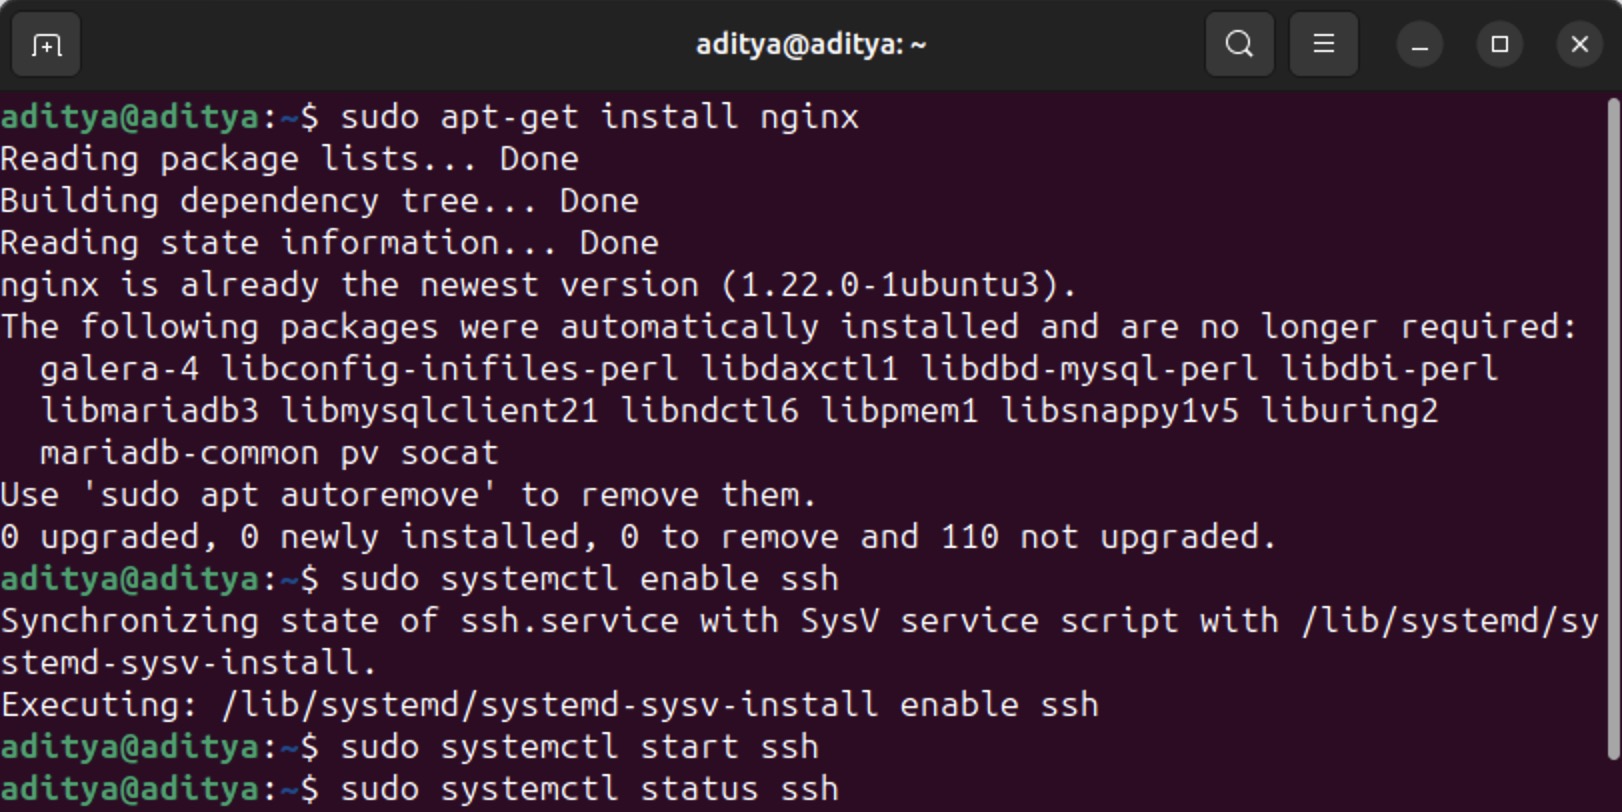 aditya@aditya: ~
aditya@aditya:~$ sudo apt-get install nginx
Reading package lists... Done
Building dependency tree... Done
Reading state information... Done
nginx is already the newest version (1.22.0-1ubuntu3).
The following packages were automatically installed and are no longer required:
  galera-4 libconfig-inifiles-perl libdaxctl1 libdbd-mysql-perl libdbi-perl
  libmariadb3 libmysqlclient21 libndctl6 libpmem1 libsnappy1v5 liburing2
  mariadb-common pv socat
Use 'sudo apt autoremove' to remove them.
0 upgraded, 0 newly installed, 0 to remove and 110 not upgraded.
aditya@aditya:~$ sudo systemctl enable ssh
Synchronizing state of ssh.service with SysV service script with /lib/systemd/sy
stemd-sysv-install.
Executing: /lib/systemd/systemd-sysv-install enable ssh
aditya@aditya:~$ sudo systemctl start ssh
aditya@aditya:~$ sudo systemctl status ssh